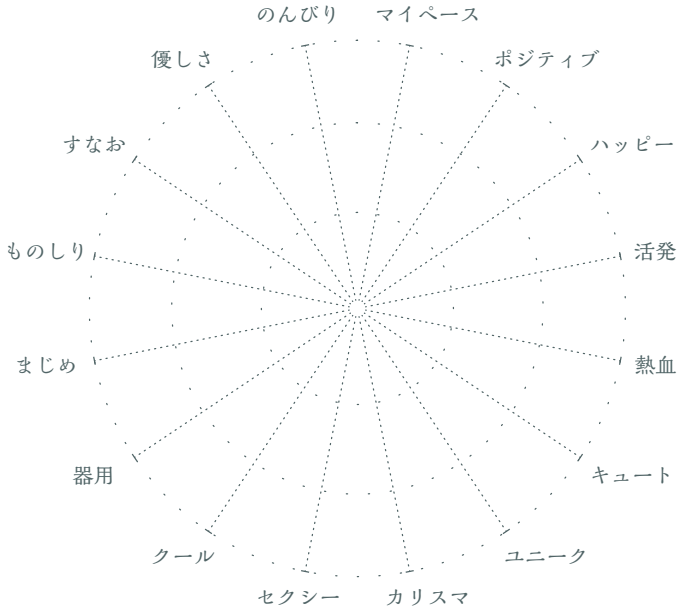 のんびり
マイペース
優しさ
ポジティブ
すなお
ハッピー
ものしり
活発
まじめ
熱血
器用
キュート
クール
ユニーク
セクシー
カリスマ